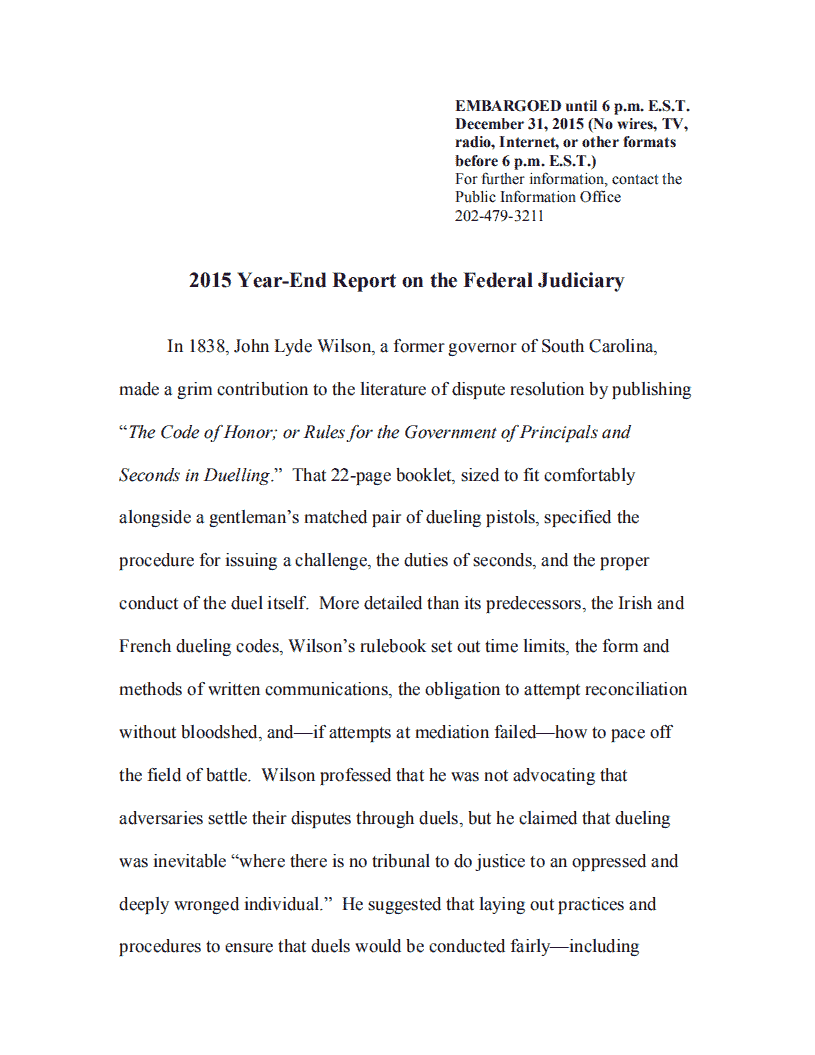 EMBARGOED until 6 p.m. E.S.T.
December 31, 2015 (No wires, TV,
radio, Internet, or other formats
before 6 p.m. E.S.T.)
For further information, contact the
Public Information Office
202-479-3211
2015 Year-End Report on the Federal Judiciary
In 1838, John Lyde Wilson, a former governor of South Carolina,
made a grim contribution to the literature of dispute resolution by publishing
“The Code of Honor; or Rules for the Government of Principals and
Seconds in Duelling.”  That 22-page booklet, sized to fit comfortably
alongside a gentleman’s matched pair of dueling pistols, specified the
procedure for issuing a challenge, the duties of seconds, and the proper
conduct of the duel itself.  More detailed than its predecessors, the Irish and
French dueling codes, Wilson’s rulebook set out time limits, the form and
methods of written communications, the obligation to attempt reconciliation
without bloodshed, and—if attempts at mediation failed—how to pace off
the field of battle.  Wilson professed that he was not advocating that
adversaries settle their disputes through duels, but he claimed that dueling
was inevitable “where there is no tribunal to do justice to an oppressed and
deeply wronged individual.”  He suggested that laying out practices and
procedures to ensure that duels would be conducted fairly—including